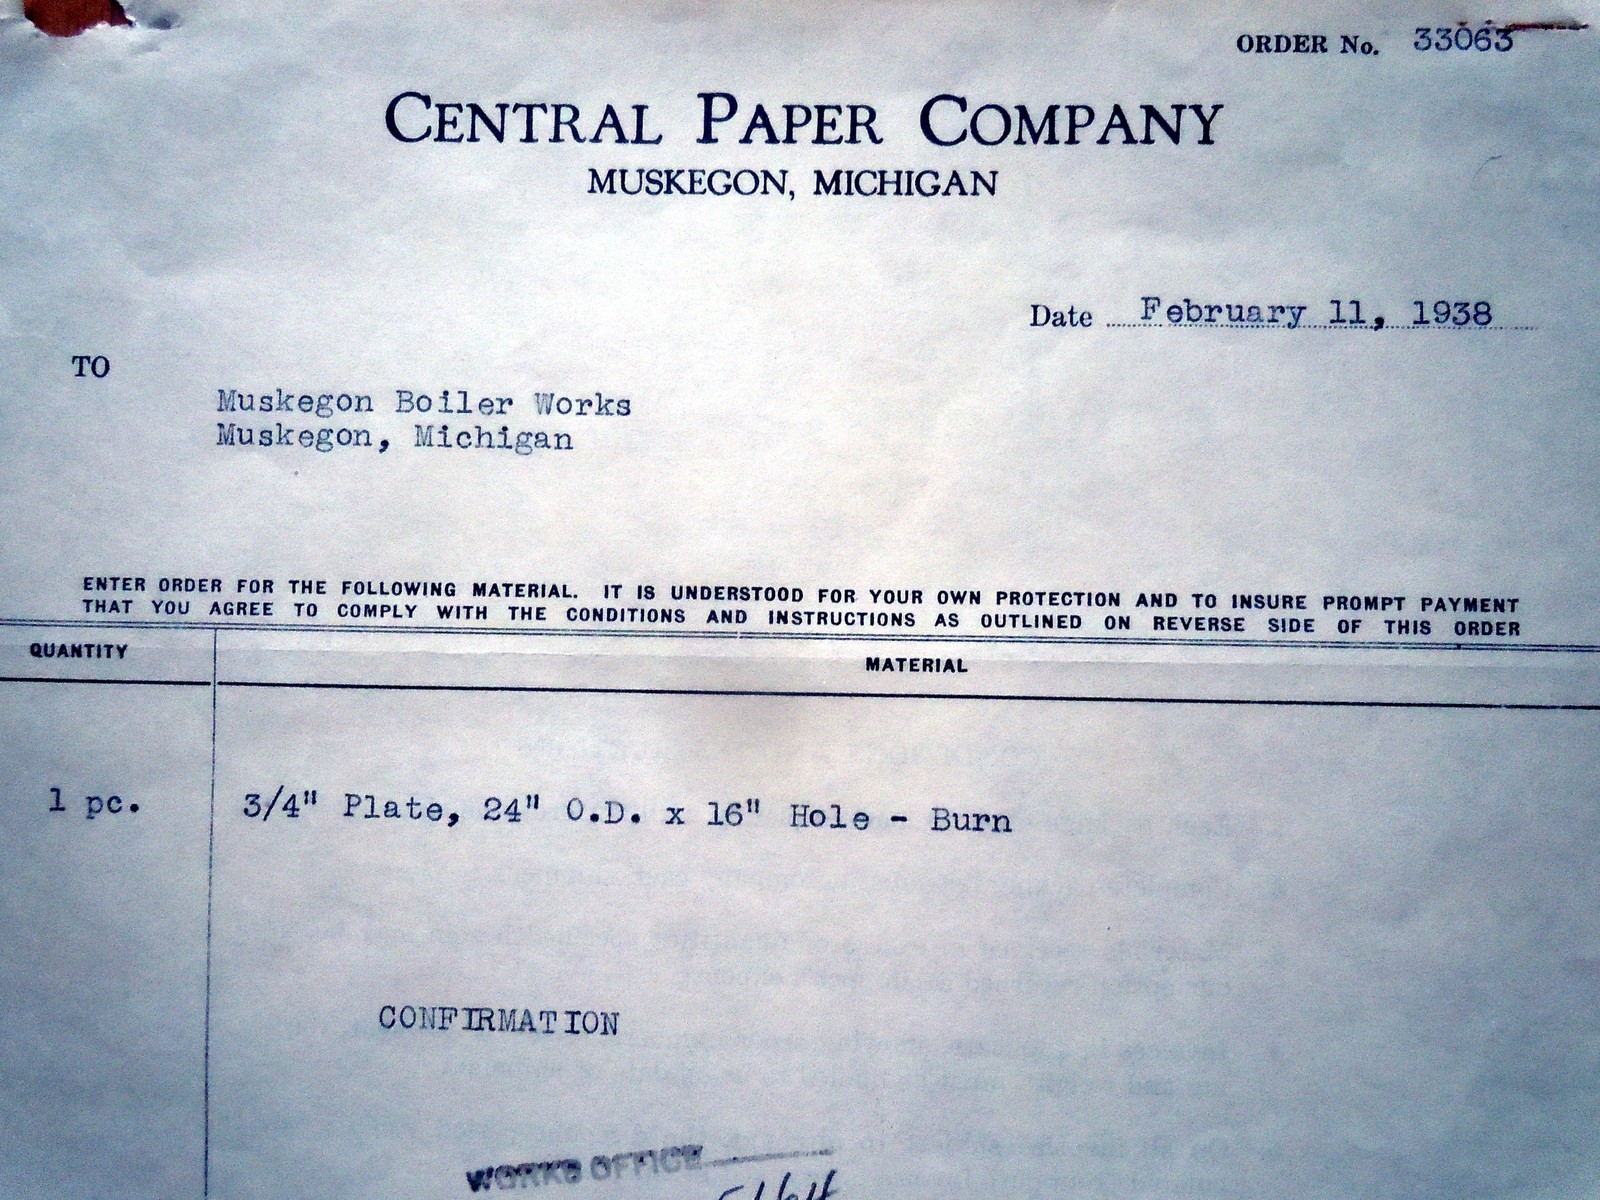 ORDER No. 33063
CENTRAL PAPER COMPANY
MUSKEGON, MICHIGAN
Date February 11, 1938
TO
Muskegon Boiler Works
Muskegon, Michigan
ENTER ORDER FOR THE FOLLOWING MATERIAL. IT IS UNDERSTOOD FOR YOUR OWN PROTECTION AND TO INSURE PROMPT PAYMENT
THAT YOU AGREE TO COMPLY WITH THE CONDITIONS AND INSTRUCTIONS AS OUTLINED ON REVERSE SIDE OF THIS ORDER
QUANTITY MATERIAL
1 pc. 3/4" Plate, 24" O.D. x 16" Hole - Burn
CONFIRMATION
WORKS OFFICE